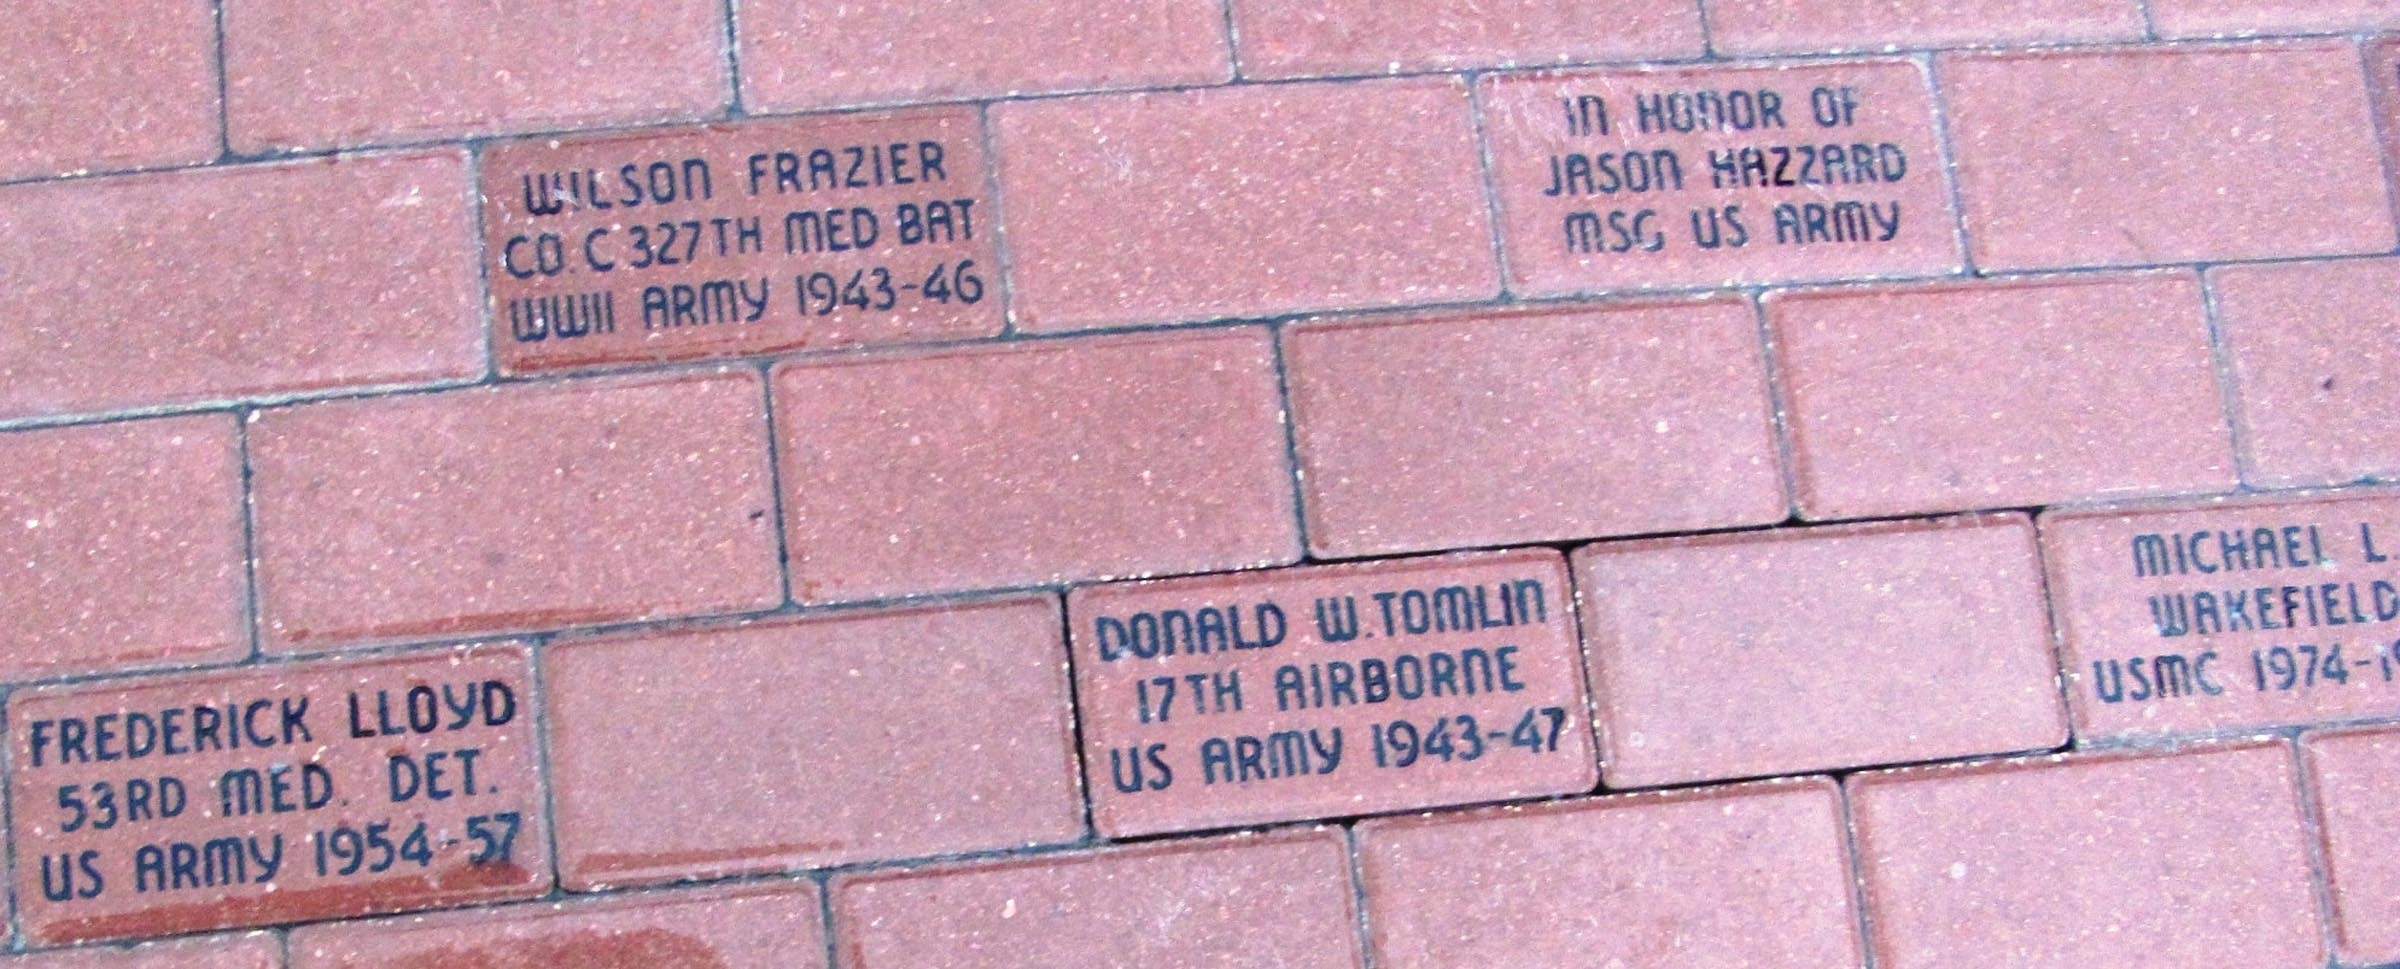 WILSON FRAZIER
CO. C 327TH MED BAT
WWII ARMY 1943-46
IN HONOR OF
JASON HAZZARD
MSG US ARMY
FREDERICK LLOYD
53RD MED. DET.
US ARMY 1954-57
DONALD W. TOMLIN
17TH AIRBORNE
US ARMY 1943-47
MICHAEL L.
WAKEFIELD
USMC 1974-